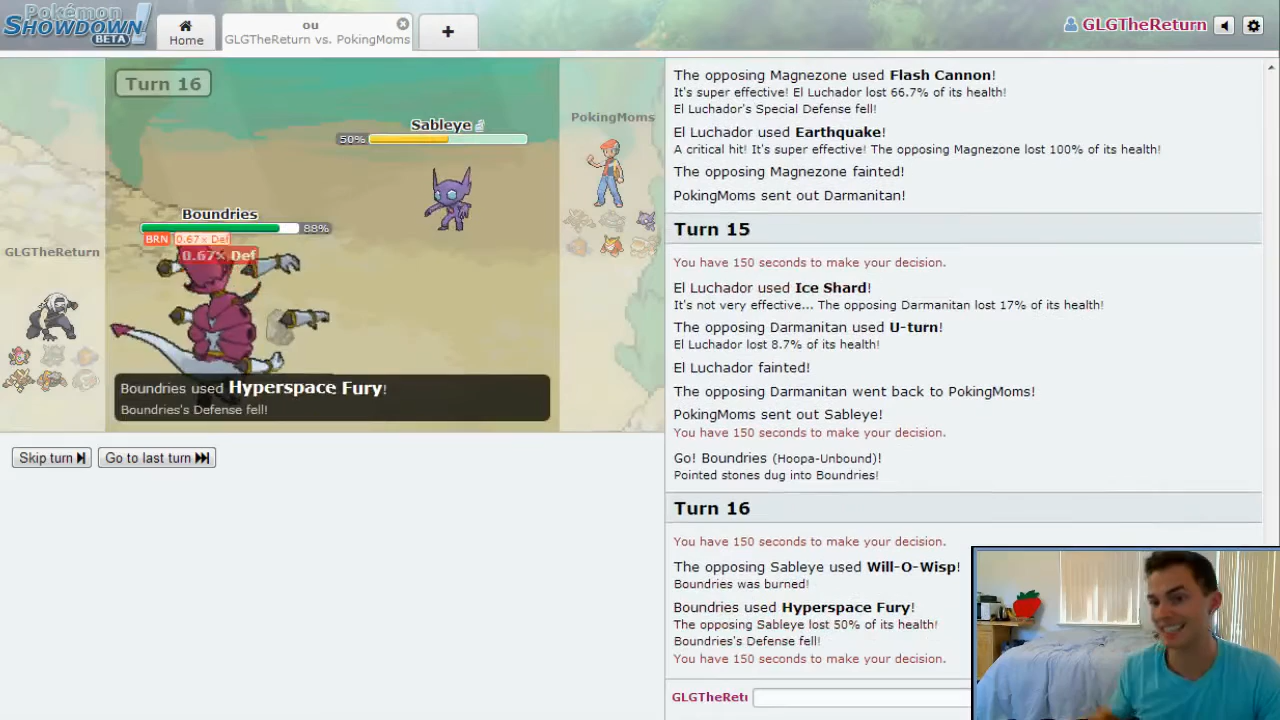 Pokémon
SHOWDOWN!
BETA
Home
ou
GLGTheReturn vs. PokingMoms
+
GLGTheReturn
Turn 16
Sableye
50%
PokingMoms
Boundries
88%
BRN 0.67× Def
0.67× Def
GLGTheReturn
Boundries used Hyperspace Fury!
Boundries's Defense fell!
Skip turn
Go to last turn
The opposing Magnezone used Flash Cannon!
It's super effective! El Luchador lost 66.7% of its health!
El Luchador's Special Defense fell!
El Luchador used Earthquake!
A critical hit! It's super effective! The opposing Magnezone lost 100% of its health!
The opposing Magnezone fainted!
PokingMoms sent out Darmanitan!
Turn 15
You have 150 seconds to make your decision.
El Luchador used Ice Shard!
It's not very effective... The opposing Darmanitan lost 17% of its health!
The opposing Darmanitan used U-turn!
El Luchador lost 8.7% of its health!
El Luchador fainted!
The opposing Darmanitan went back to PokingMoms!
PokingMoms sent out Sableye!
You have 150 seconds to make your decision.
Go! Boundries (Hoopa-Unbound)!
Pointed stones dug into Boundries!
Turn 16
You have 150 seconds to make your decision.
The opposing Sableye used Will-O-Wisp!
Boundries was burned!
Boundries used Hyperspace Fury!
The opposing Sableye lost 50% of its health!
Boundries's Defense fell!
You have 150 seconds to make your decision.
GLGTheRetu